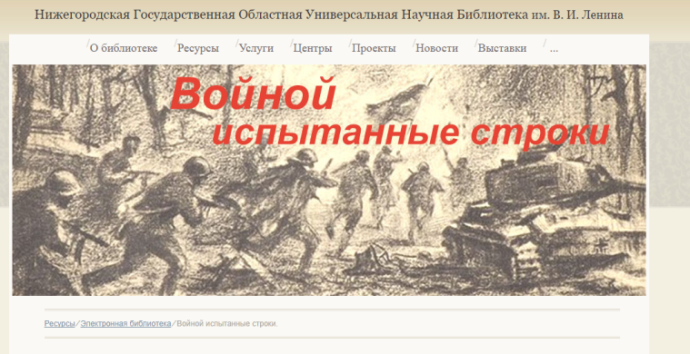 Нижегородская Государственная Областная Универсальная Научная Библиотека им. В. И. Ленина
/О библиотеке /Ресурсы /Услуги /Центры /Проекты /Новости /Выставки / ...
Войной
испытанные строки
Ресурсы/Электронная библиотека/Войной испытанные строки.